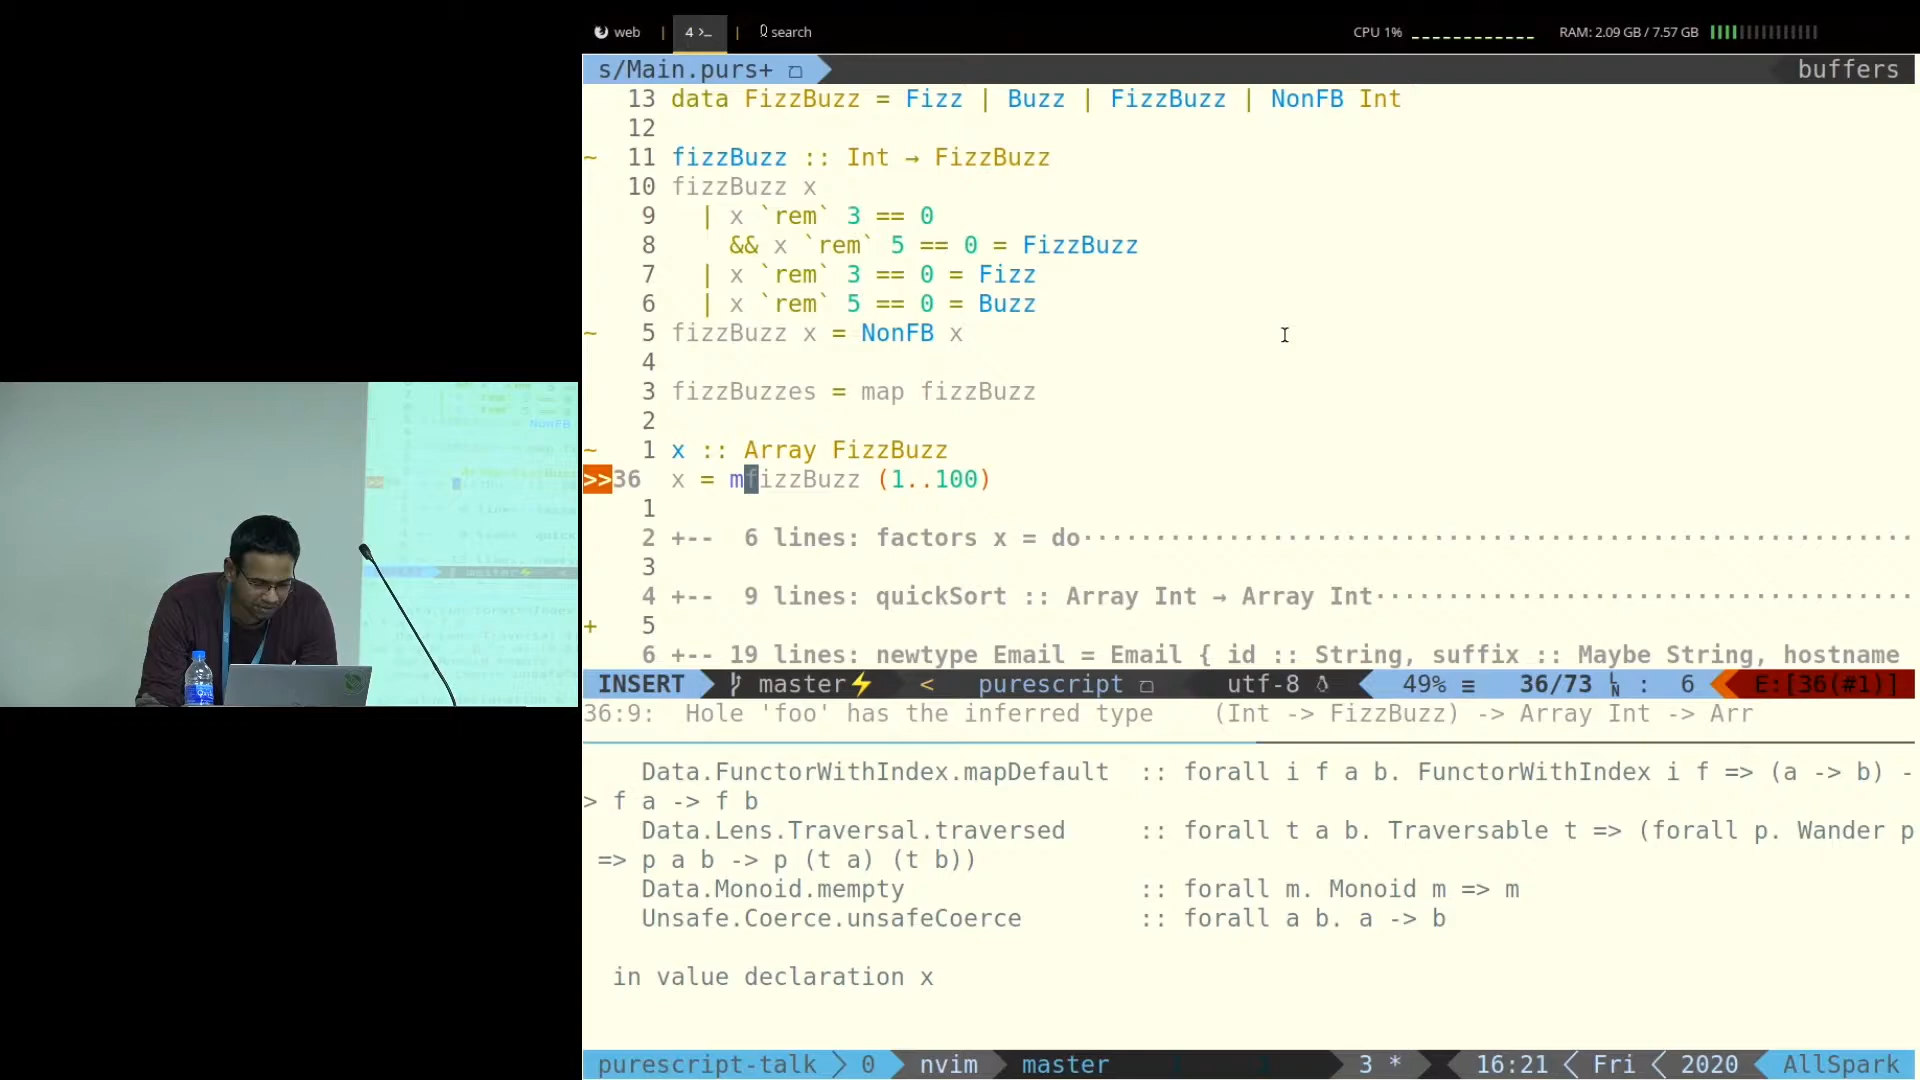 web | 4 >_ | search CPU 1% RAM: 2.09 GB / 7.57 GB
s/Main.purs+ buffers
13 data FizzBuzz = Fizz | Buzz | FizzBuzz | NonFB Int
12
~ 11 fizzBuzz :: Int → FizzBuzz
10 fizzBuzz x
9 | x `rem` 3 == 0
8 && x `rem` 5 == 0 = FizzBuzz
7 | x `rem` 3 == 0 = Fizz
6 | x `rem` 5 == 0 = Buzz
~ 5 fizzBuzz x = NonFB x
4
3 fizzBuzzes = map fizzBuzz
2
~ 1 x :: Array FizzBuzz
>>36 x = mfizzBuzz (1..100)
1
2 +-- 6 lines: factors x = do····················
3
4 +-- 9 lines: quickSort :: Array Int → Array Int····················
+ 5
6 +-- 19 lines: newtype Email = Email { id :: String, suffix :: Maybe String, hostname
INSERT master⚡ < purescript utf-8 49% ≡ 36/73 LN : 6 E:[36(#1)]
36:9: Hole 'foo' has the inferred type (Int -> FizzBuzz) -> Array Int -> Arr
Data.FunctorWithIndex.mapDefault :: forall i f a b. FunctorWithIndex i f => (a -> b) -
> f a -> f b
Data.Lens.Traversal.traversed :: forall t a b. Traversable t => (forall p. Wander p
=> p a b -> p (t a) (t b))
Data.Monoid.mempty :: forall m. Monoid m => m
Unsafe.Coerce.unsafeCoerce :: forall a b. a -> b
in value declaration x
purescript-talk 0 nvim master 3 * 16:21 < Fri < 2020 AllSpark